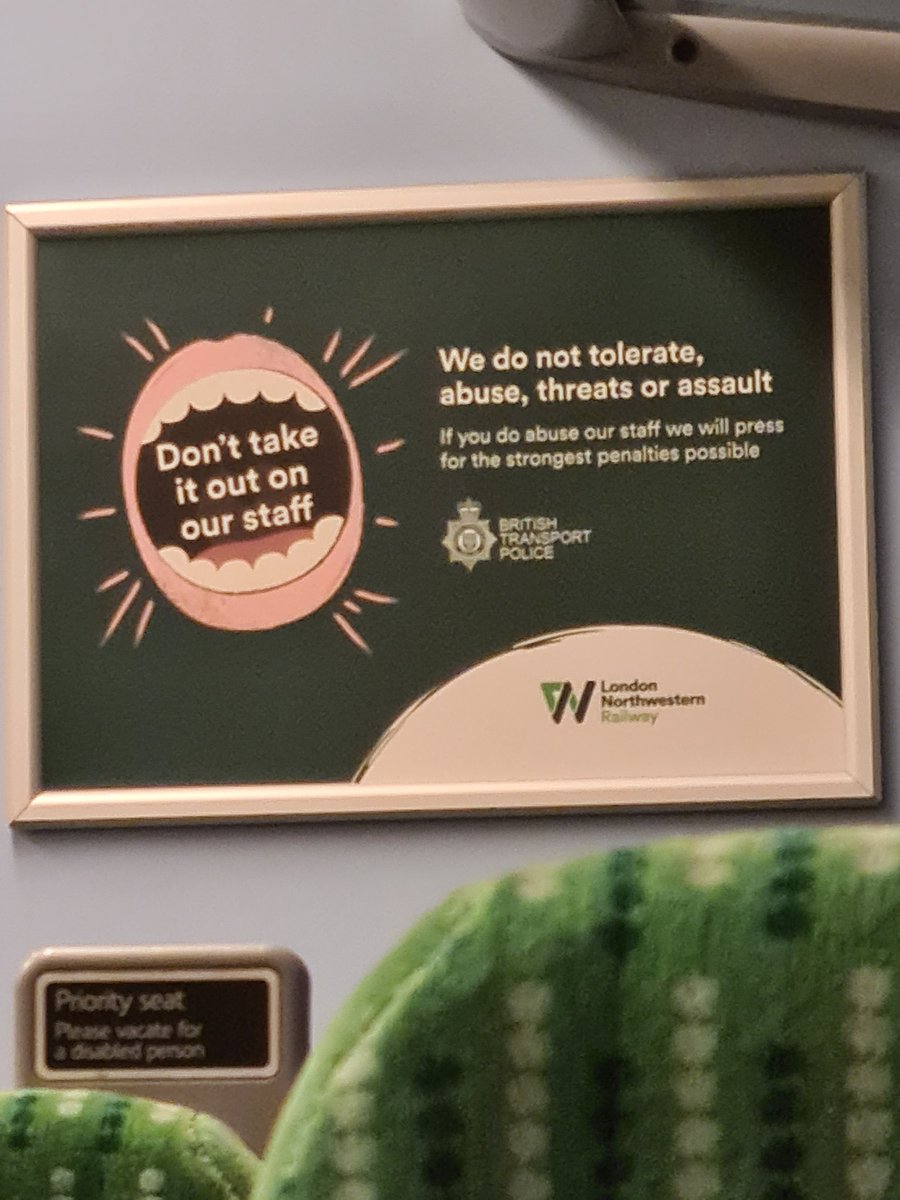 Don't take
it out on
our staff
We do not tolerate,
abuse, threats or assault
If you do abuse our staff we will press
for the strongest penalties possible
BRITISH
TRANSPORT
POLICE
London
Northwestern
Railway
Priority seat
Please vacate for
a disabled person